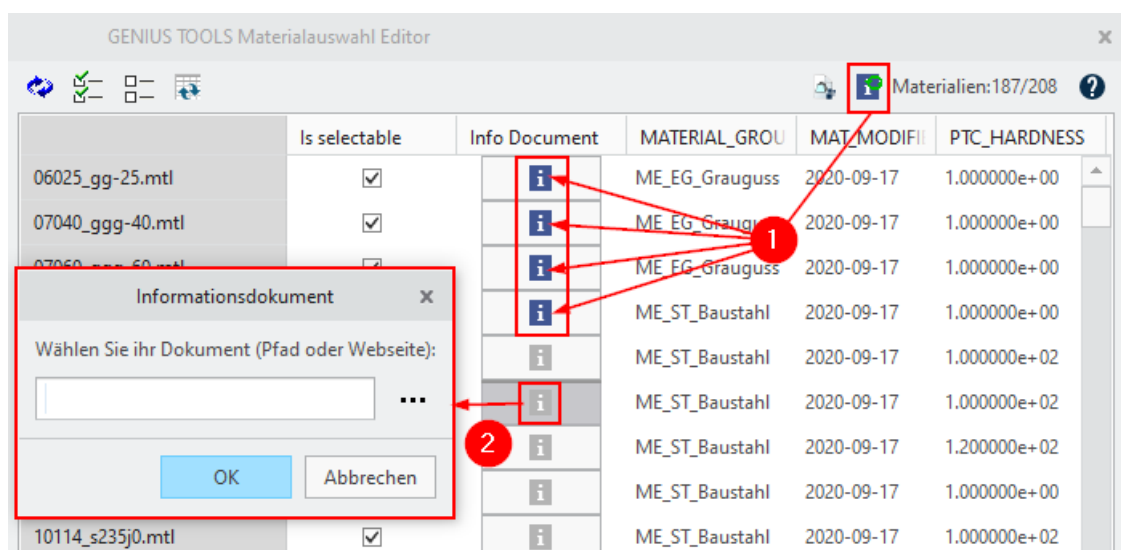 GENIUS TOOLS Materialauswahl Editor x
Materialien:187/208 ?
Is selectable Info Document MATERIAL_GROU MAT_MODIFI PTC_HARDNESS
06025_gg-25.mtl i ME_EG_Grauguss 2020-09-17 1.000000e+00
07040_ggg-40.mtl i ME_EG_Grauguss 2020-09-17 1.000000e+00
07060_ggg-60.mtl i ME_EG_Grauguss 2020-09-17 1.000000e+00
1
i ME_ST_Baustahl 2020-09-17 1.000000e+00
i ME_ST_Baustahl 2020-09-17 1.000000e+02
i ME_ST_Baustahl 2020-09-17 1.000000e+02
i ME_ST_Baustahl 2020-09-17 1.200000e+02
i ME_ST_Baustahl 2020-09-17 1.000000e+00
10114_s235j0.mtl i ME_ST_Baustahl 2020-09-17 1.000000e+02
Informationsdokument x
Wählen Sie ihr Dokument (Pfad oder Webseite):
...
2
OK Abbrechen